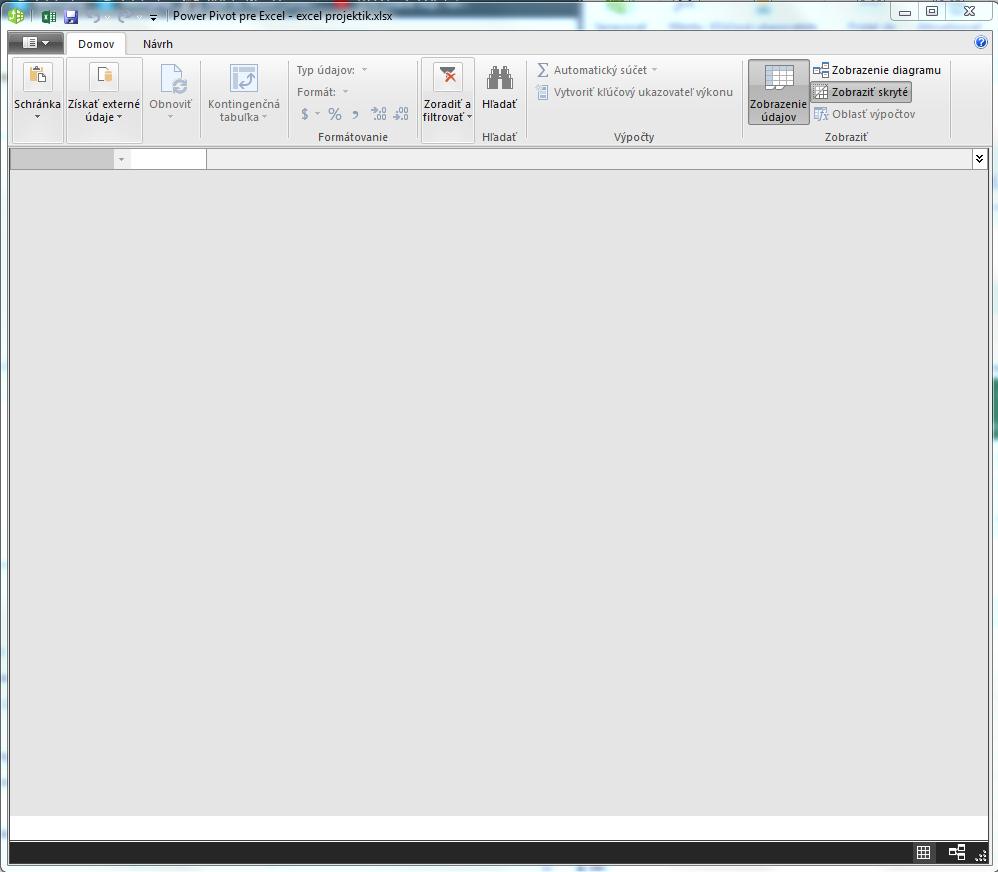 Power Pivot pre Excel - excel projektik.xlsx
Domov
Návrh
Schránka
Získať externé
údaje
Obnoviť
Kontingenčná
tabuľka
Typ údajov:
Formát:
$ % , .00 .00
Formátovanie
Zoradiť a
filtrovať
Hľadať
Hľadať
Automatický súčet
Vytvoriť kľúčový ukazovateľ výkonu
Výpočty
Zobrazenie
údajov
Zobrazenie diagramu
Zobraziť skryté
Oblasť výpočtov
Zobraziť